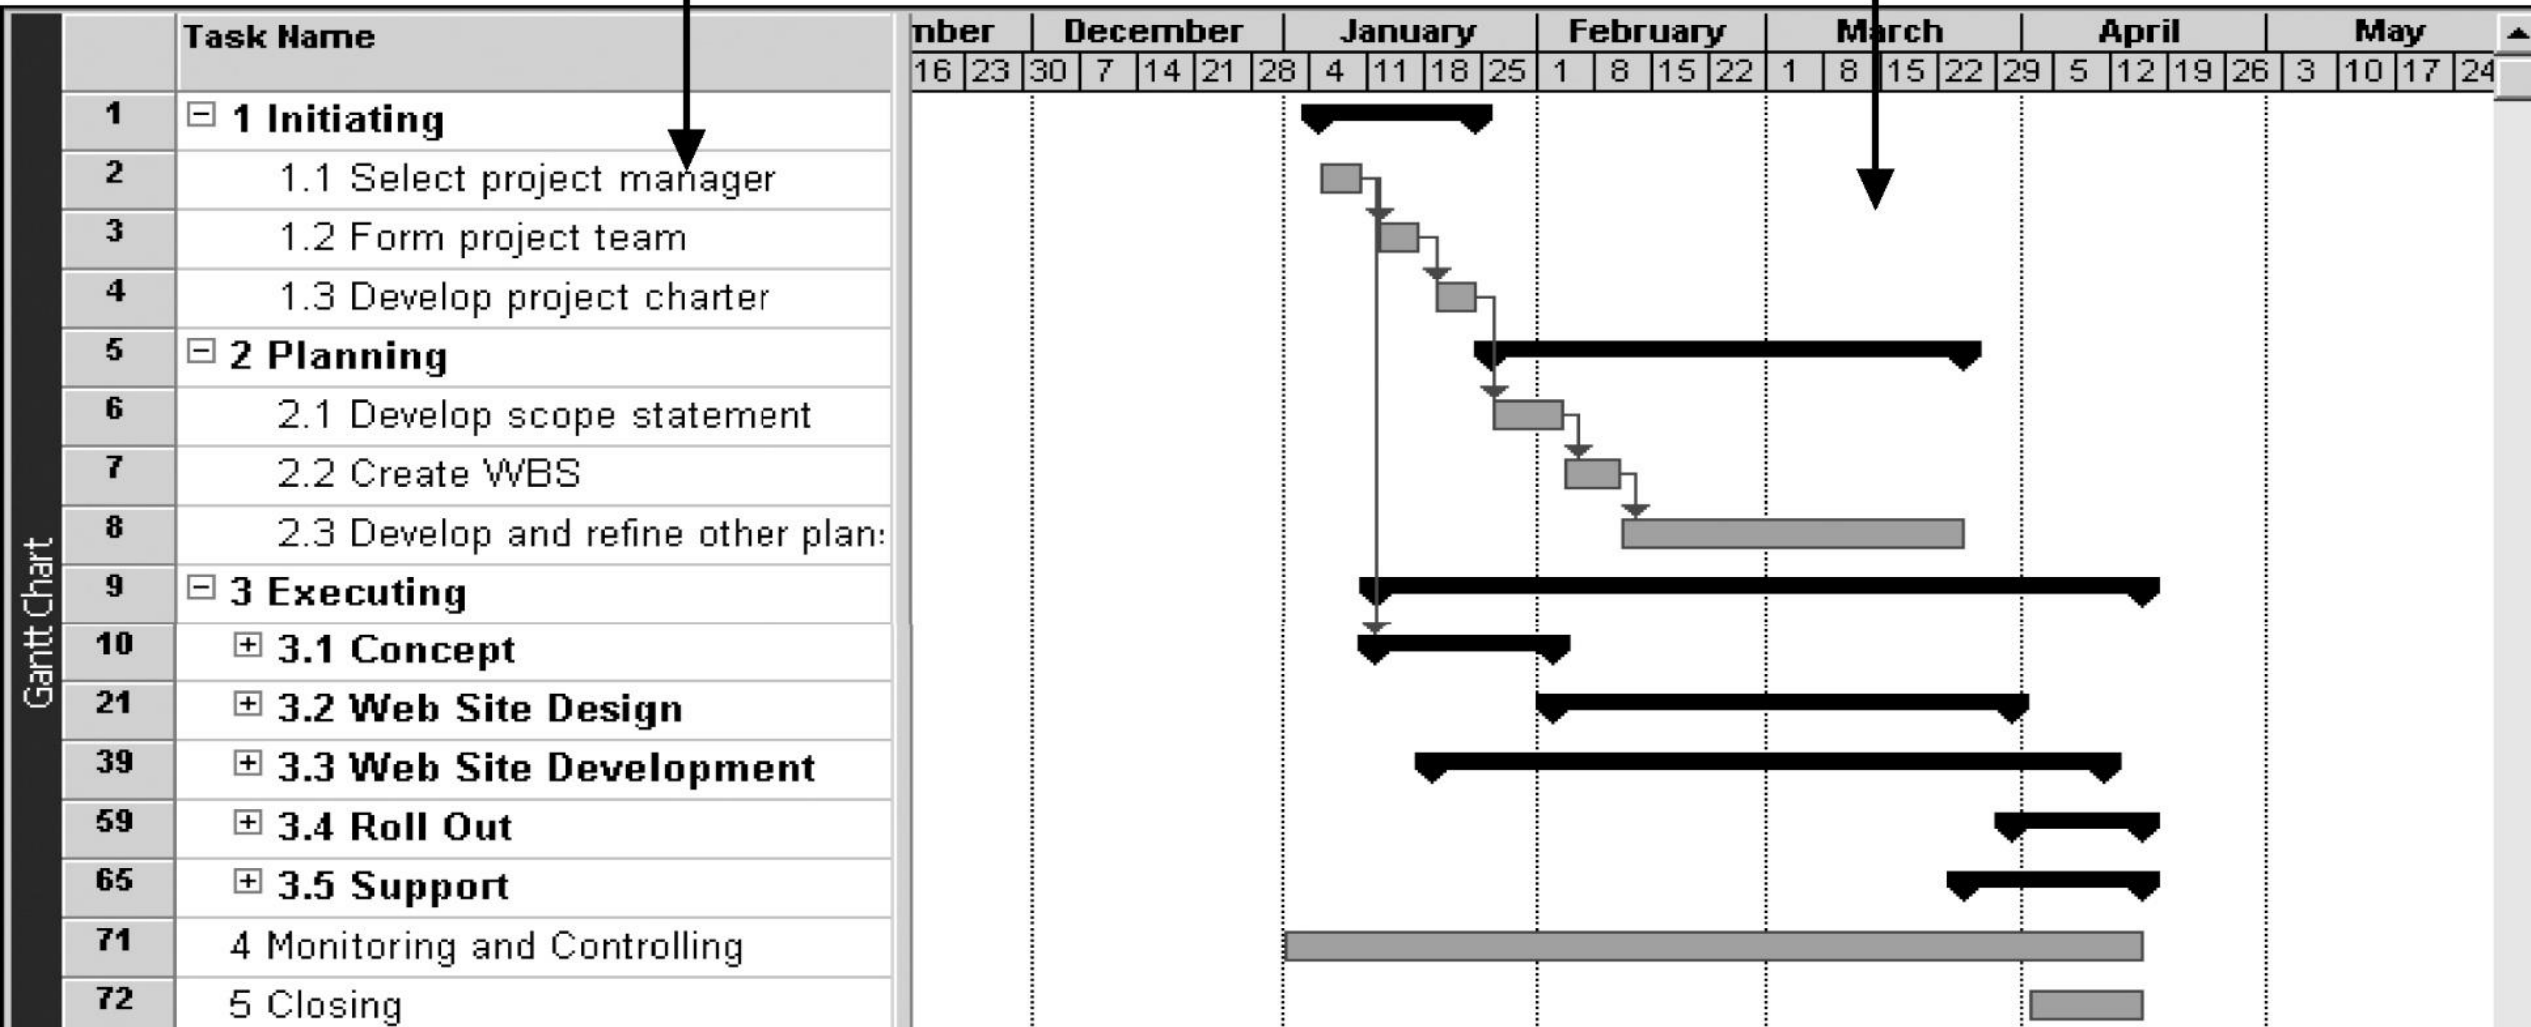 Task Name
nber December January February March April May
16 23 30 7 14 21 28 4 11 18 25 1 8 15 22 1 8 15 22 29 5 12 19 26 3 10 17 24
1 1 Initiating
2 1.1 Select project manager
3 1.2 Form project team
4 1.3 Develop project charter
5 2 Planning
6 2.1 Develop scope statement
7 2.2 Create WBS
8 2.3 Develop and refine other plans
9 3 Executing
10 3.1 Concept
21 3.2 Web Site Design
39 3.3 Web Site Development
59 3.4 Roll Out
65 3.5 Support
71 4 Monitoring and Controlling
72 5 Closing
Gantt Chart